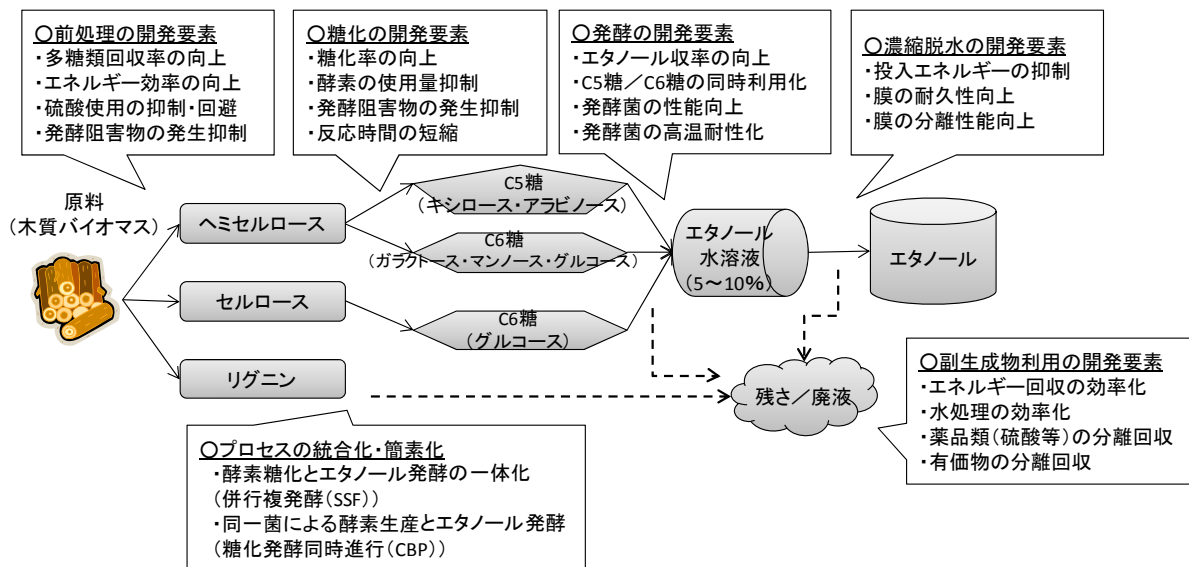 ○前処理の開発要素
・多糖類回収率の向上
・エネルギー効率の向上
・硫酸使用の抑制・回避
・発酵阻害物の発生抑制
○糖化の開発要素
・糖化率の向上
・酵素の使用量抑制
・発酵阻害物の発生抑制
・反応時間の短縮
○発酵の開発要素
・エタノール収率の向上
・C5糖／C6糖の同時利用化
・発酵菌の性能向上
・発酵菌の高温耐性化
○濃縮脱水の開発要素
・投入エネルギーの抑制
・膜の耐久性向上
・膜の分離性能向上
原料
（木質バイオマス）
ヘミセルロース
セルロース
リグニン
C5糖
（キシロース・アラビノース）
C6糖
（ガラクトース・マンノース・グルコース）
C6糖
（グルコース）
エタノール
水溶液
（5～10％）
エタノール
残さ／廃液
○プロセスの統合化・簡素化
・酵素糖化とエタノール発酵の一体化
（併行複発酵（SSF））
・同一菌による酵素生産とエタノール発酵
（糖化発酵同時進行（CBP））
○副生成物利用の開発要素
・エネルギー回収の効率化
・水処理の効率化
・薬品類（硫酸等）の分離回収
・有価物の分離回収